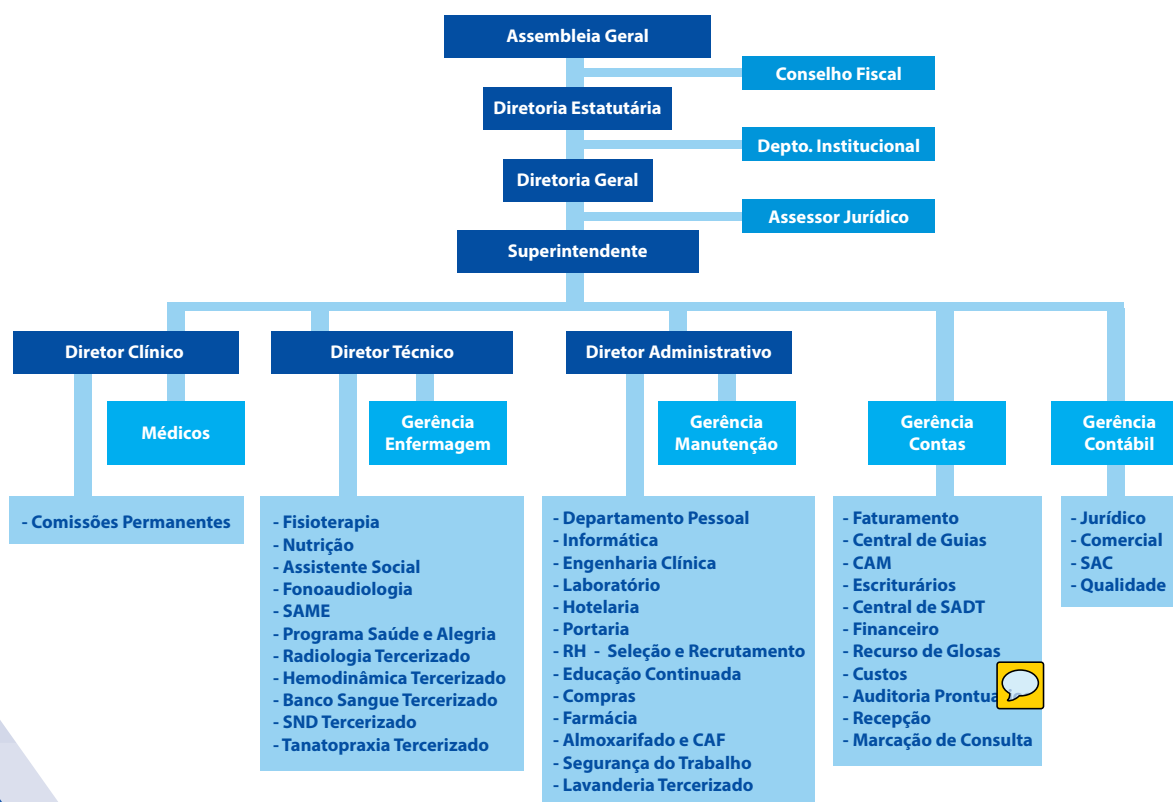 Assembleia Geral
Conselho Fiscal
Diretoria Estatutária
Depto. Institucional
Diretoria Geral
Assessor Jurídico
Superintendente
Diretor Clínico
Diretor Técnico
Diretor Administrativo
Médicos
Gerência
Enfermagem
Gerência
Manutenção
Gerência
Contas
Gerência
Contábil
- Comissões Permanentes
- Fisioterapia
- Nutrição
- Assistente Social
- Fonoaudiologia
- SAME
- Programa Saúde e Alegria
- Radiologia Tercerizado
- Hemodinâmica Tercerizado
- Banco Sangue Tercerizado
- SND Tercerizado
- Tanatopraxia Tercerizado
- Departamento Pessoal
- Informática
- Engenharia Clínica
- Laboratório
- Hotelaria
- Portaria
- RH - Seleção e Recrutamento
- Educação Continuada
- Compras
- Farmácia
- Almoxarifado e CAF
- Segurança do Trabalho
- Lavanderia Tercerizado
- Faturamento
- Central de Guias
- CAM
- Escriturários
- Central de SADT
- Financeiro
- Recurso de Glosas
- Custos
- Auditoria
- Recepção
- Marcação de Consulta
- Jurídico
- Comercial
- SAC
- Qualidade